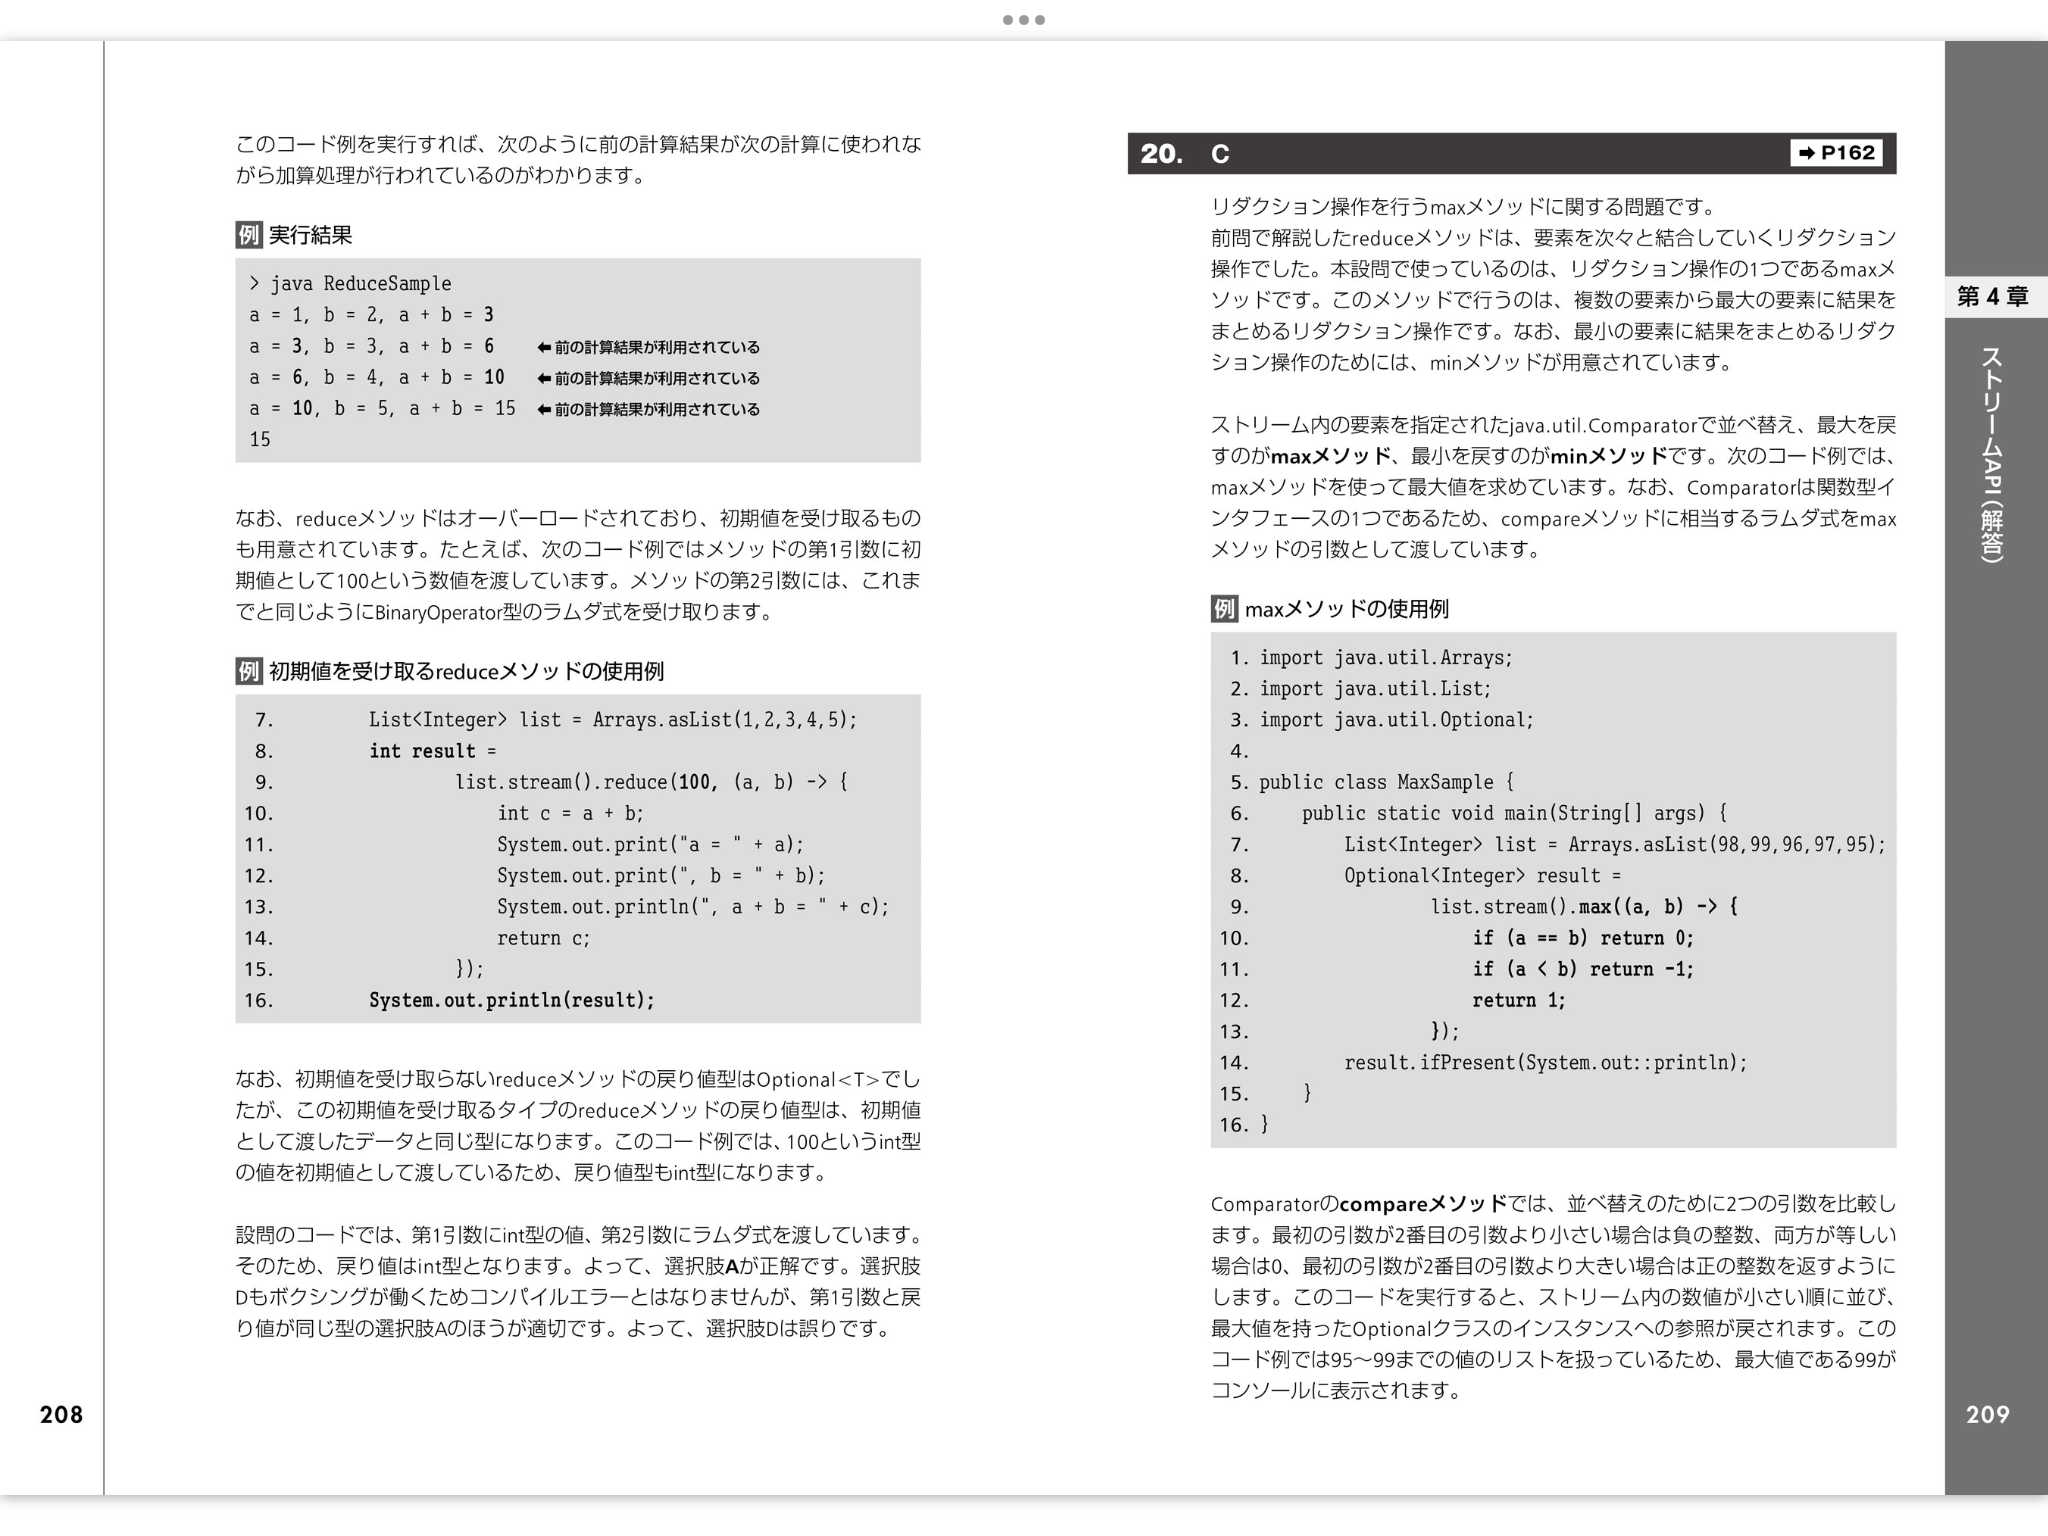 このコード例を実行すれば、次のように前の計算結果が次の計算に使われな
がら加算処理が行われているのがわかります。
例 実行結果
> java ReduceSample
a = 1, b = 2, a + b = 3
a = 3, b = 3, a + b = 6 ⬅前の計算結果が利用されている
a = 6, b = 4, a + b = 10 ⬅前の計算結果が利用されている
a = 10, b = 5, a + b = 15 ⬅前の計算結果が利用されている
15
なお、reduceメソッドはオーバーロードされており、初期値を受け取るもの
も用意されています。たとえば、次のコード例ではメソッドの第1引数に初
期値として100という数値を渡しています。メソッドの第2引数には、これま
でと同じようにBinaryOperator型のラムダ式を受け取ります。
例 初期値を受け取るreduceメソッドの使用例
7. List<Integer> list = Arrays.asList(1,2,3,4,5);
8. int result =
9. list.stream().reduce(100, (a, b) -> {
10. int c = a + b;
11. System.out.print("a = " + a);
12. System.out.print(", b = " + b);
13. System.out.println(", a + b = " + c);
14. return c;
15. });
16. System.out.println(result);
なお、初期値を受け取らないreduceメソッドの戻り値型はOptional<T>でし
たが、この初期値を受け取るタイプのreduceメソッドの戻り値型は、初期値
として渡したデータと同じ型になります。このコード例では、100というint型
の値を初期値として渡しているため、戻り値型もint型になります。
設問のコードでは、第1引数にint型の値、第2引数にラムダ式を渡しています。
そのため、戻り値はint型となります。よって、選択肢Aが正解です。選択肢
Dもボクシングが働くためコンパイルエラーとはなりませんが、第1引数と戻
り値が同じ型の選択肢Aのほうが適切です。よって、選択肢Dは誤りです。
208
20. C ➡ P162
リダクション操作を行うmaxメソッドに関する問題です。
前問で解説したreduceメソッドは、要素を次々と結合していくリダクション
操作でした。本設問で使っているのは、リダクション操作の1つであるmaxメ
ソッドです。このメソッドで行うのは、複数の要素から最大の要素に結果を
まとめるリダクション操作です。なお、最小の要素に結果をまとめるリダク
ション操作のためには、minメソッドが用意されています。
ストリーム内の要素を指定されたjava.util.Comparatorで並べ替え、最大を戻
すのがmaxメソッド、最小を戻すのがminメソッドです。次のコード例では、
maxメソッドを使って最大値を求めています。なお、Comparatorは関数型イ
ンタフェースの1つであるため、compareメソッドに相当するラムダ式をmax
メソッドの引数として渡しています。
例 maxメソッドの使用例
1. import java.util.Arrays;
2. import java.util.List;
3. import java.util.Optional;
4.
5. public class MaxSample {
6. public static void main(String[] args) {
7. List<Integer> list = Arrays.asList(98,99,96,97,95);
8. Optional<Integer> result =
9. list.stream().max((a, b) -> {
10. if (a == b) return 0;
11. if (a < b) return -1;
12. return 1;
13. });
14. result.ifPresent(System.out::println);
15. }
16. }
Comparatorのcompareメソッドでは、並べ替えのために2つの引数を比較し
ます。最初の引数が2番目の引数より小さい場合は負の整数、両方が等しい
場合は0、最初の引数が2番目の引数より大きい場合は正の整数を返すように
します。このコードを実行すると、ストリーム内の数値が小さい順に並び、
最大値を持ったOptionalクラスのインスタンスへの参照が戻されます。この
コード例では95〜99までの値のリストを扱っているため、最大値である99が
コンソールに表示されます。
第4章
ストリームAPI（解答）
209